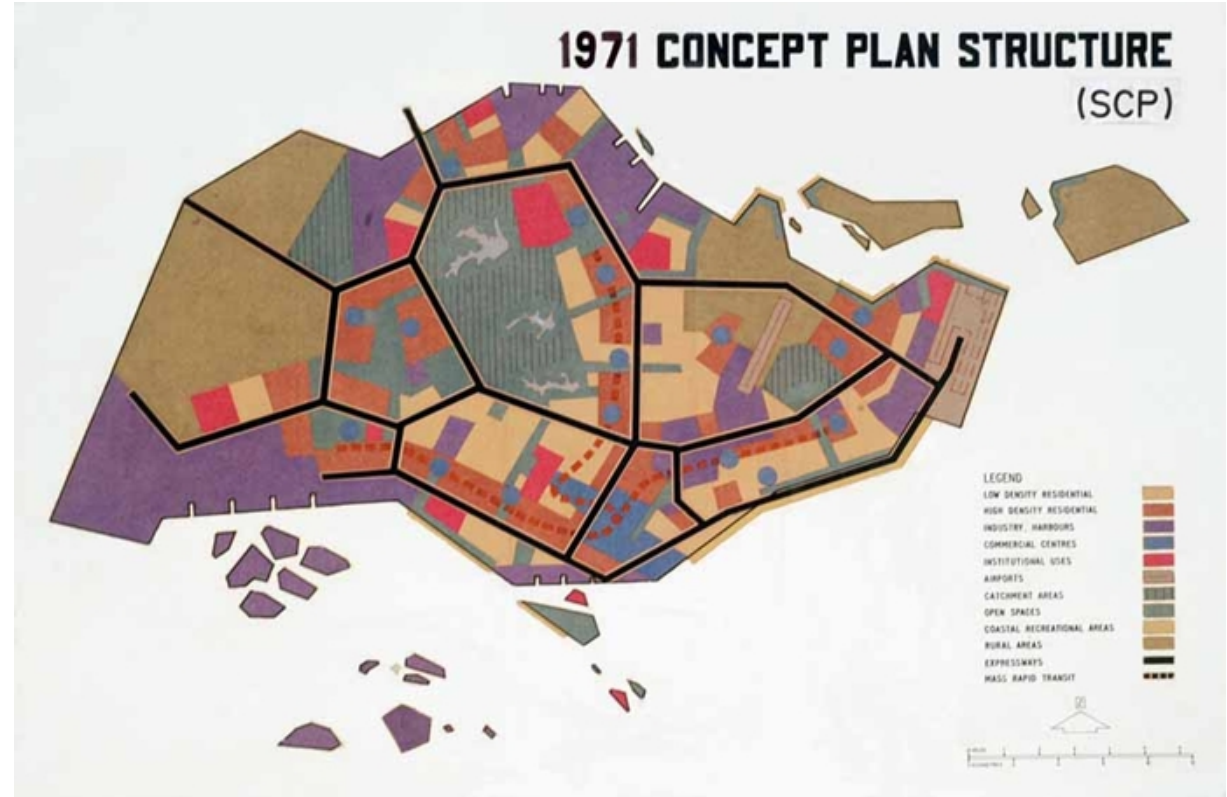 1971 CONCEPT PLAN STRUCTURE
(SCP)
LEGEND
LOW DENSITY RESIDENTIAL
HIGH DENSITY RESIDENTIAL
INDUSTRY, HARBOURS
COMMERCIAL CENTRES
INSTITUTIONAL USES
AIRPORTS
CATCHMENT AREAS
OPEN SPACES
COASTAL RECREATIONAL AREAS
RURAL AREAS
EXPRESSWAYS
MASS RAPID TRANSIT